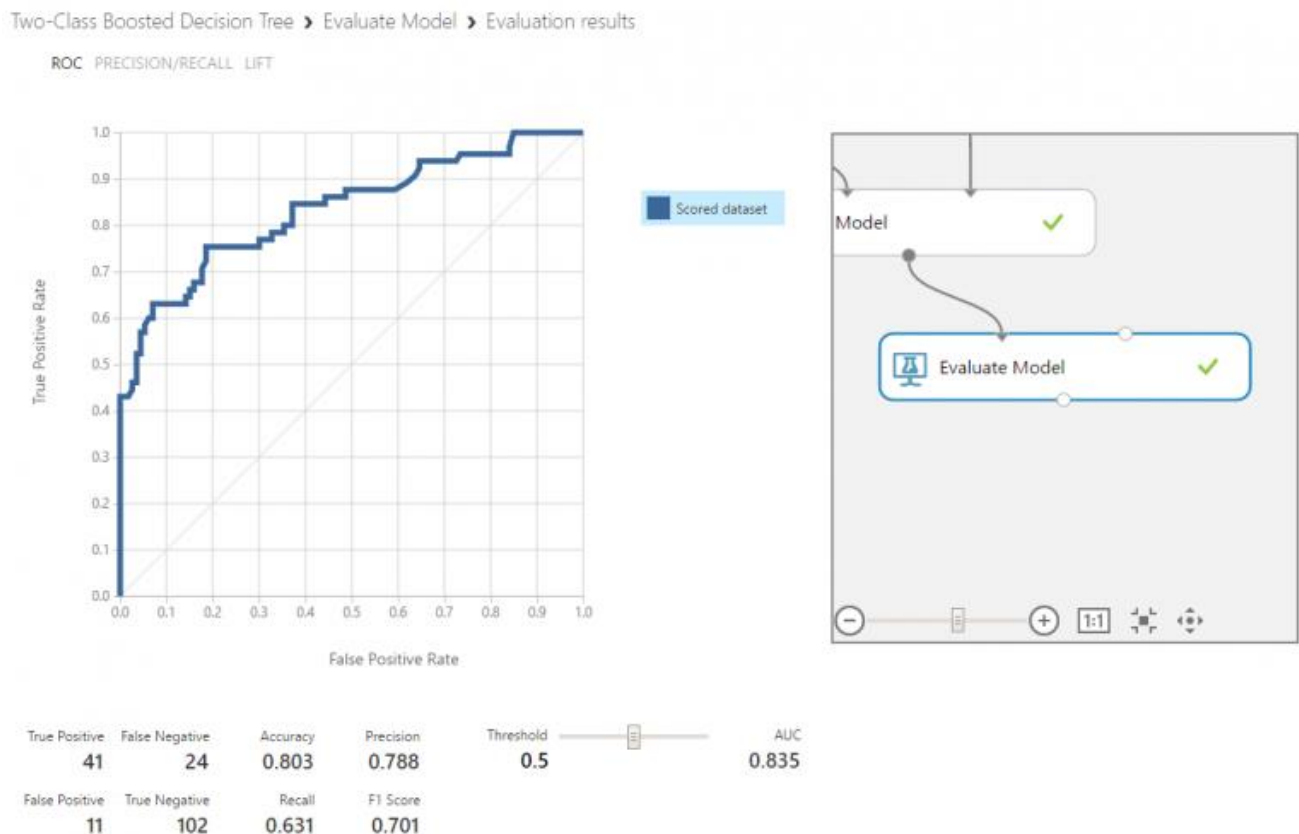 Two-Class Boosted Decision Tree › Evaluate Model › Evaluation results
ROC PRECISION/RECALL LIFT
1.0
0.9
0.8
0.7
0.6
0.5
0.4
0.3
0.2
0.1
0.0
True Positive Rate
0.0 0.1 0.2 0.3 0.4 0.5 0.6 0.7 0.8 0.9 1.0
False Positive Rate
Scored dataset
Model
Evaluate Model
1:1
True Positive False Negative Accuracy Precision Threshold AUC
41 24 0.803 0.788 0.5 0.835
False Positive True Negative Recall F1 Score
11 102 0.631 0.701